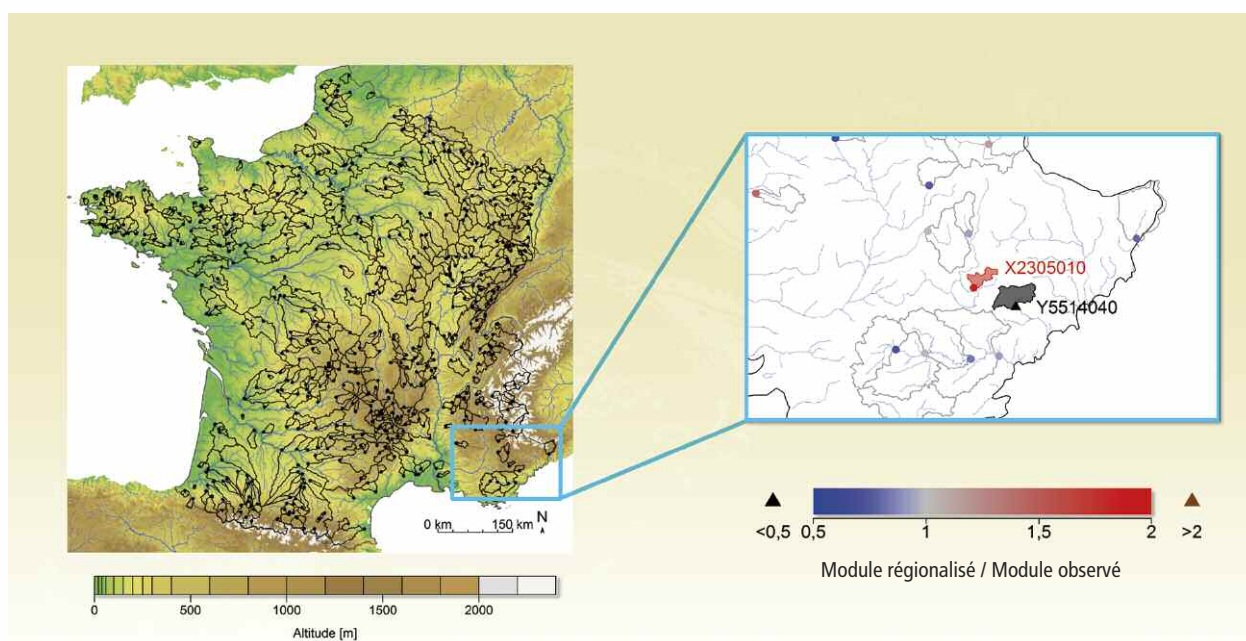 X2305010
Y5514040
N
0 km 150 km
<0,5 0,5 1 1,5 2 >2
Module régionalisé / Module observé
0 500 1000 1500 2000
Altitude [m]